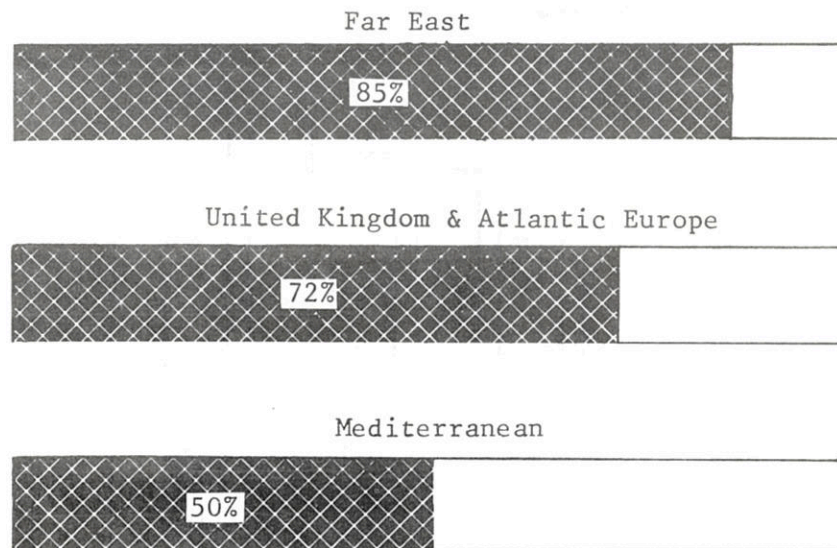 Far East
85%
United Kingdom & Atlantic Europe
72%
Mediterranean
50%